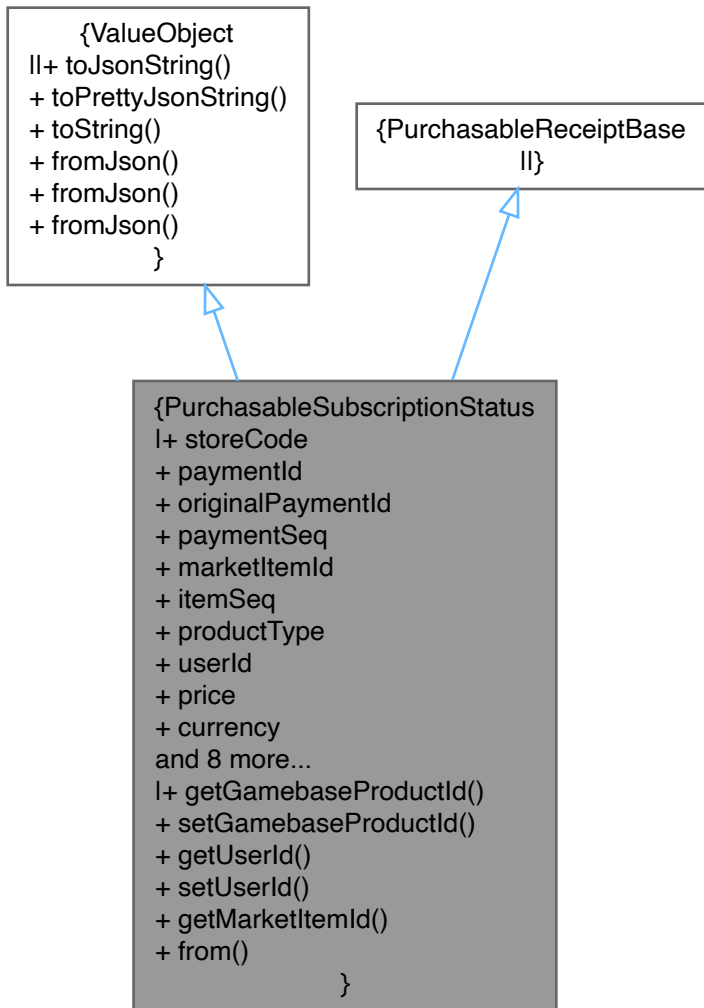 {ValueObject
||+ toJsonString()
+ toPrettyJsonString()
+ toString()
+ fromJson()
+ fromJson()
+ fromJson()
}
{PurchasableReceiptBase
||}
{PurchasableSubscriptionStatus
|+ storeCode
+ paymentId
+ originalPaymentId
+ paymentSeq
+ marketItemId
+ itemSeq
+ productType
+ userId
+ price
+ currency
and 8 more...
|+ getGamebaseProductId()
+ setGamebaseProductId()
+ getUserId()
+ setUserId()
+ getMarketItemId()
+ from()
}